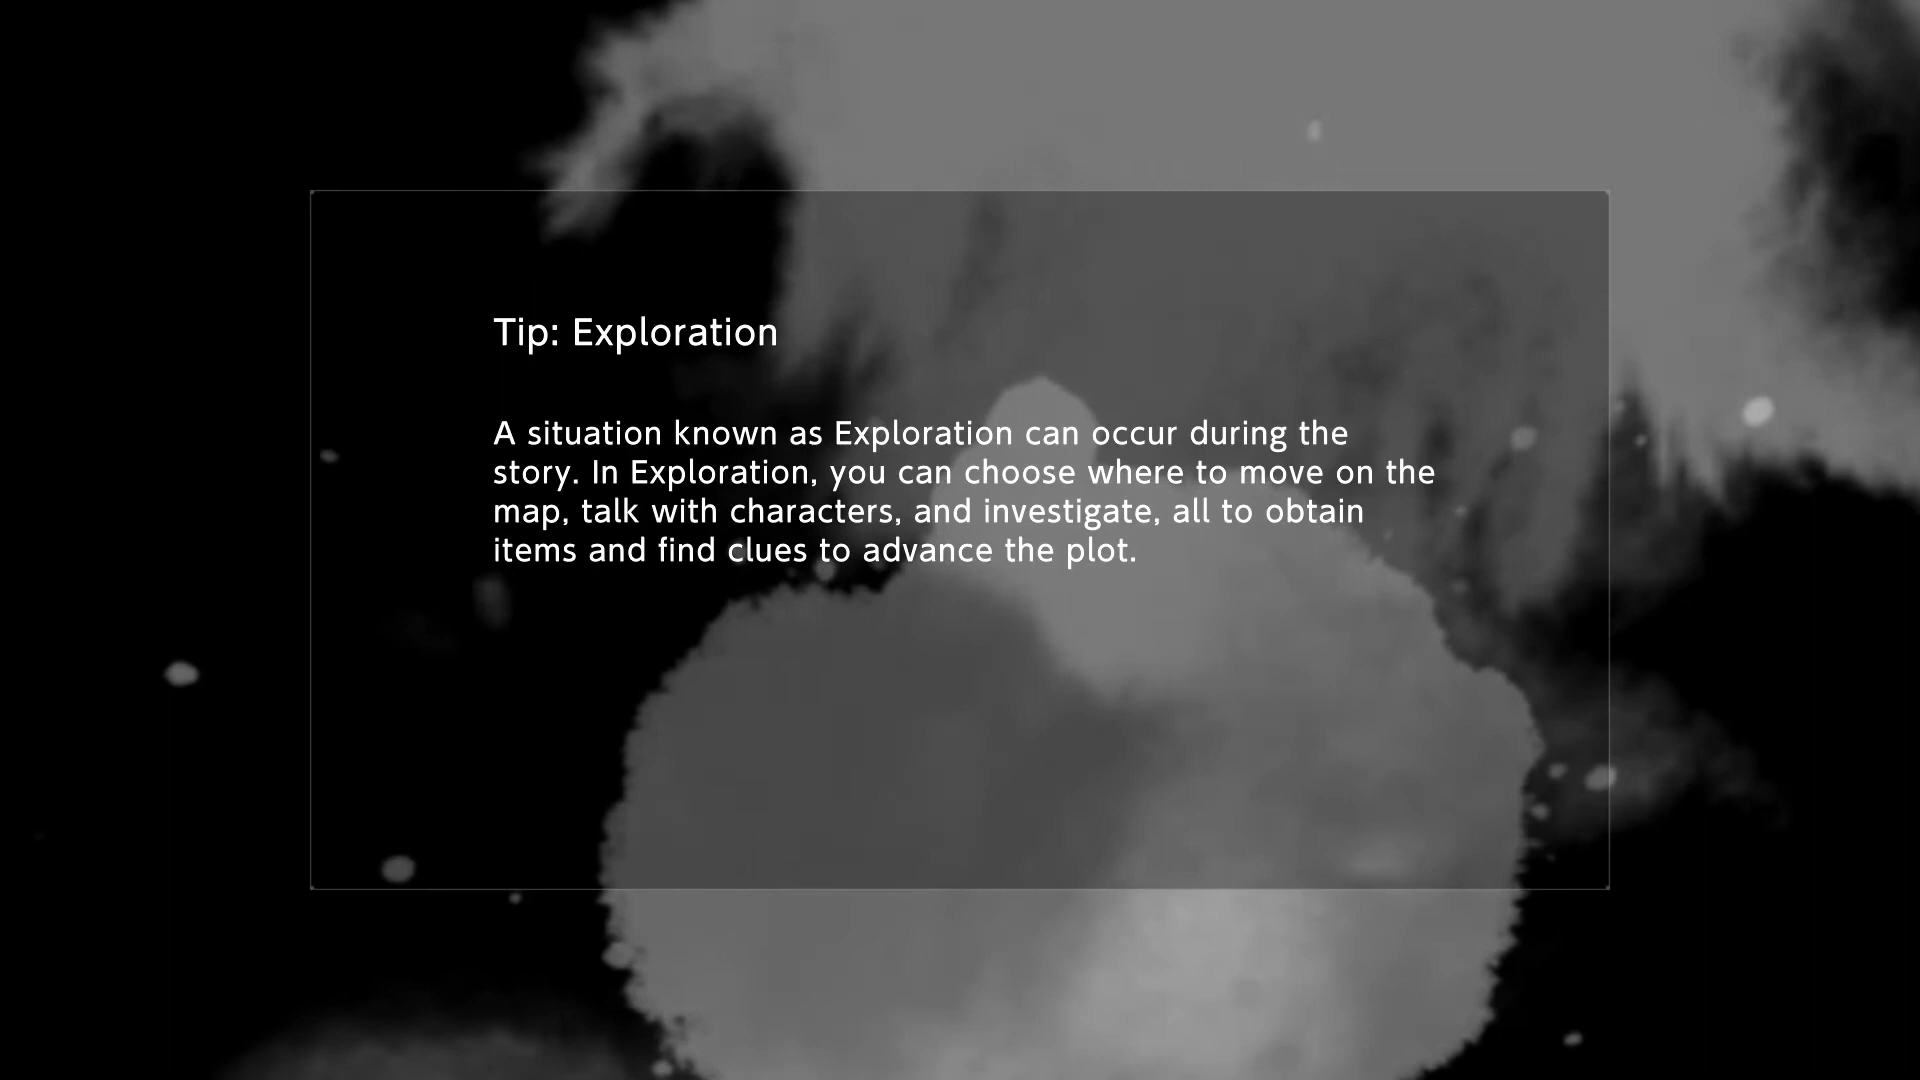 Tip: Exploration
A situation known as Exploration can occur during the
story. In Exploration, you can choose where to move on the
map, talk with characters, and investigate, all to obtain
items and find clues to advance the plot.